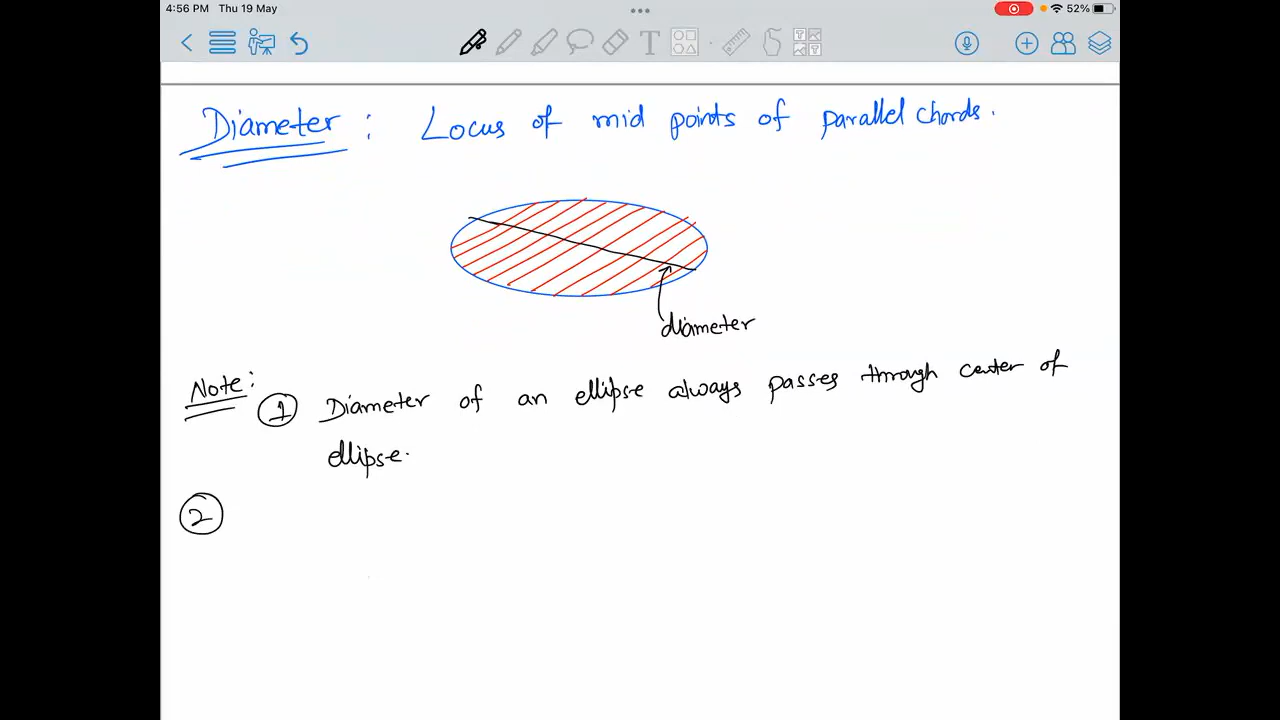 4:56 PM Thu 19 May
52%
Diameter : Locus of mid points of parallel chords.
diameter
Note: ① Diameter of an ellipse always passes through center of
ellipse.
②